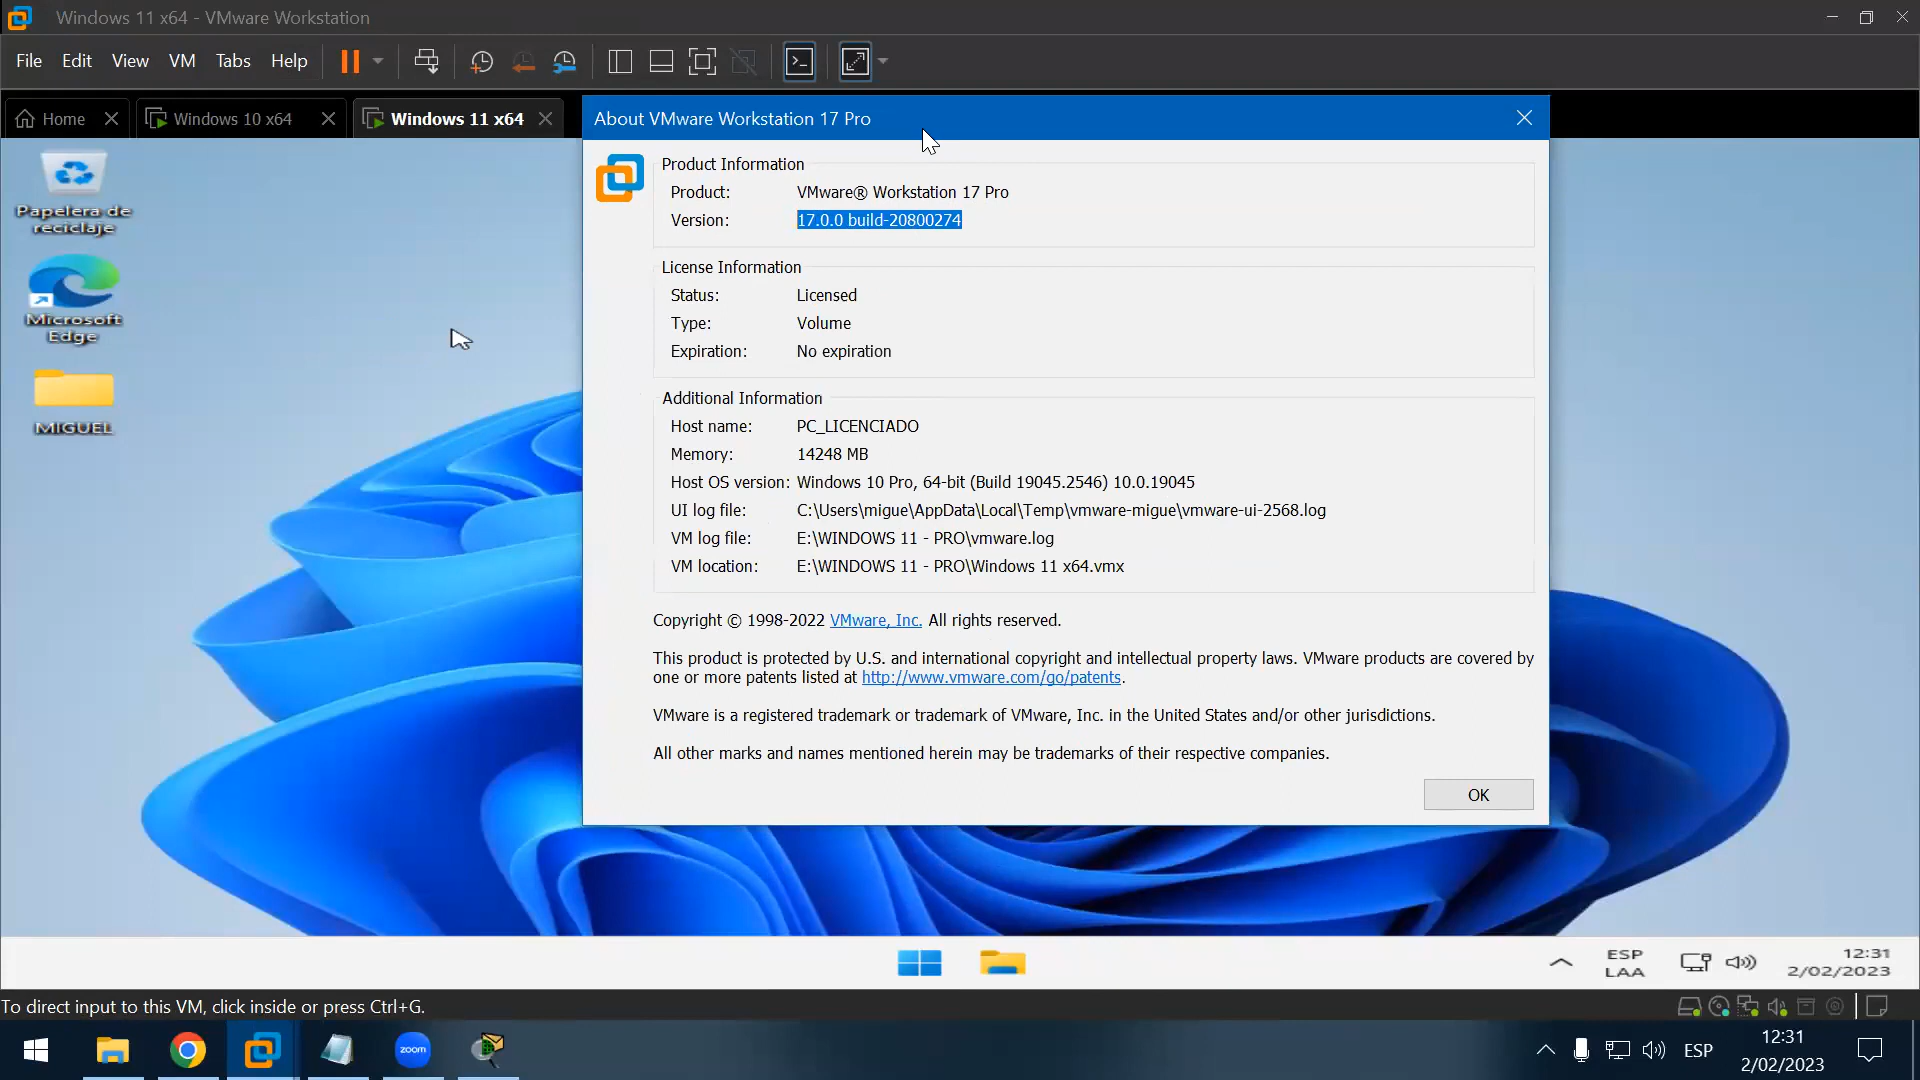 Windows 11 x64 - VMware Workstation
File Edit View VM Tabs Help
Home Windows 10 x64 Windows 11 x64
About VMware Workstation 17 Pro
Product Information
Product: VMware® Workstation 17 Pro
Version: 17.0.0 build-20800274
License Information
Status: Licensed
Type: Volume
Expiration: No expiration
Additional Information
Host name: PC_LICENCIADO
Memory: 14248 MB
Host OS version: Windows 10 Pro, 64-bit (Build 19045.2546) 10.0.19045
UI log file: C:\Users\migue\AppData\Local\Temp\vmware-migue\vmware-ui-2568.log
VM log file: E:\WINDOWS 11 - PRO\vmware.log
VM location: E:\WINDOWS 11 - PRO\Windows 11 x64.vmx
Copyright © 1998-2022 VMware, Inc. All rights reserved.
This product is protected by U.S. and international copyright and intellectual property laws. VMware products are covered by
one or more patents listed at http://www.vmware.com/go/patents.
VMware is a registered trademark or trademark of VMware, Inc. in the United States and/or other jurisdictions.
All other marks and names mentioned herein may be trademarks of their respective companies.
OK
Papelera de
reciclaje
Microsoft
Edge
MIGUEL
ESP
LAA
12:31
2/02/2023
To direct input to this VM, click inside or press Ctrl+G.
zoom
ESP
12:31
2/02/2023